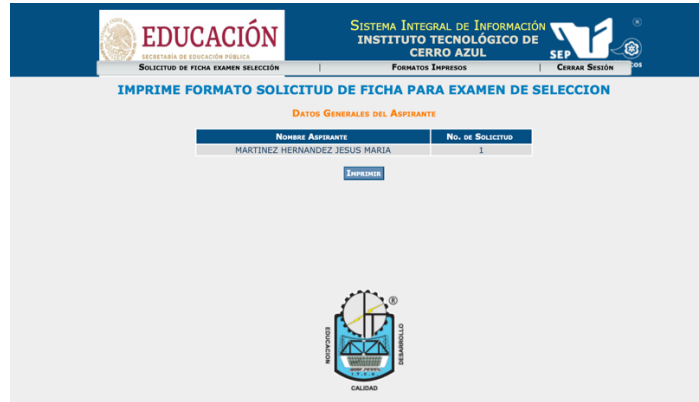 EDUCACIÓN
SECRETARÍA DE EDUCACIÓN PÚBLICA
SISTEMA INTEGRAL DE INFORMACIÓN
INSTITUTO TECNOLÓGICO DE
CERRO AZUL
SEP
®
SOLICITUD DE FICHA EXAMEN SELECCIÓN | FORMATOS IMPRESOS | CERRAR SESIÓN
IMPRIME FORMATO SOLICITUD DE FICHA PARA EXAMEN DE SELECCION
DATOS GENERALES DEL ASPIRANTE
NOMBRE ASPIRANTE NO. DE SOLICITUD
MARTINEZ HERNANDEZ JESUS MARIA 1
IMPRIMIR
®
EDUCACION
DESARROLLO
CALIDAD